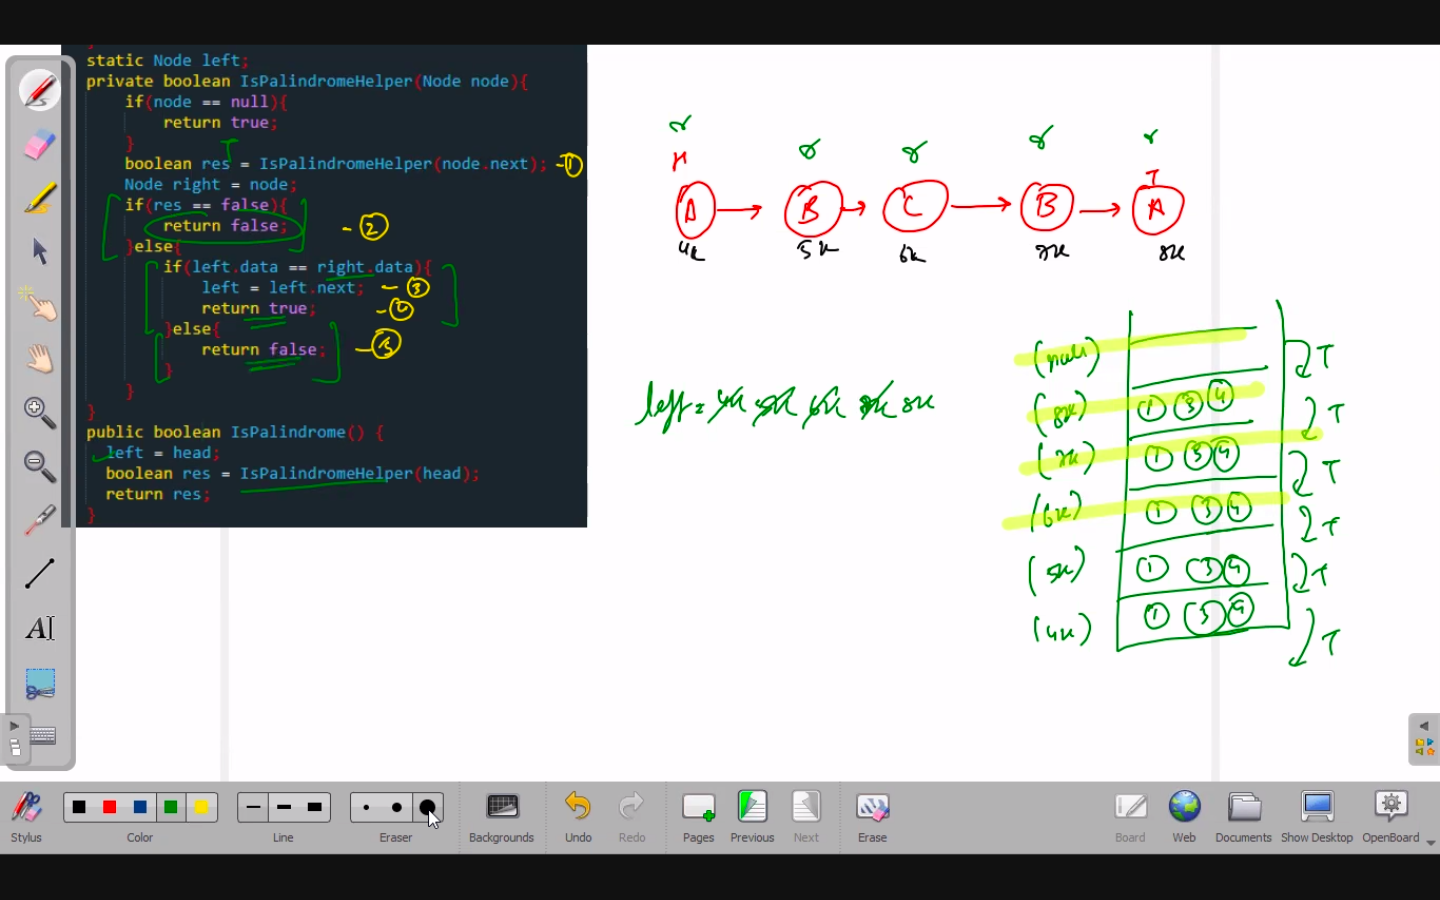 static Node left;
private boolean IsPalindromeHelper(Node node){
if(node == null){
return true;
}
T
boolean res = IsPalindromeHelper(node.next); - 1
Node right = node;
if(res == false){
return false; - 2
}else{
if(left.data == right.data){
left = left.next; - 3
return true; - 4
}else{
return false; - 5
}
}
}
public boolean IsPalindrome() {
left = head;
boolean res = IsPalindromeHelper(head);
return res;
}
r r r r r
H T
A B C B A
4k 5k 6k 7k 8k
left = 4k 5k 6k 7k 8k
(null) T
(8k) 1 3 4 T
(7k) 1 3 4 T
(6k) 1 3 4 T
(5k) 1 3 4 T
(4k) 1 3 4 T
AI
Stylus Color Line Eraser Backgrounds Undo Redo Pages Previous Next Erase Board Web Documents Show Desktop OpenBoard